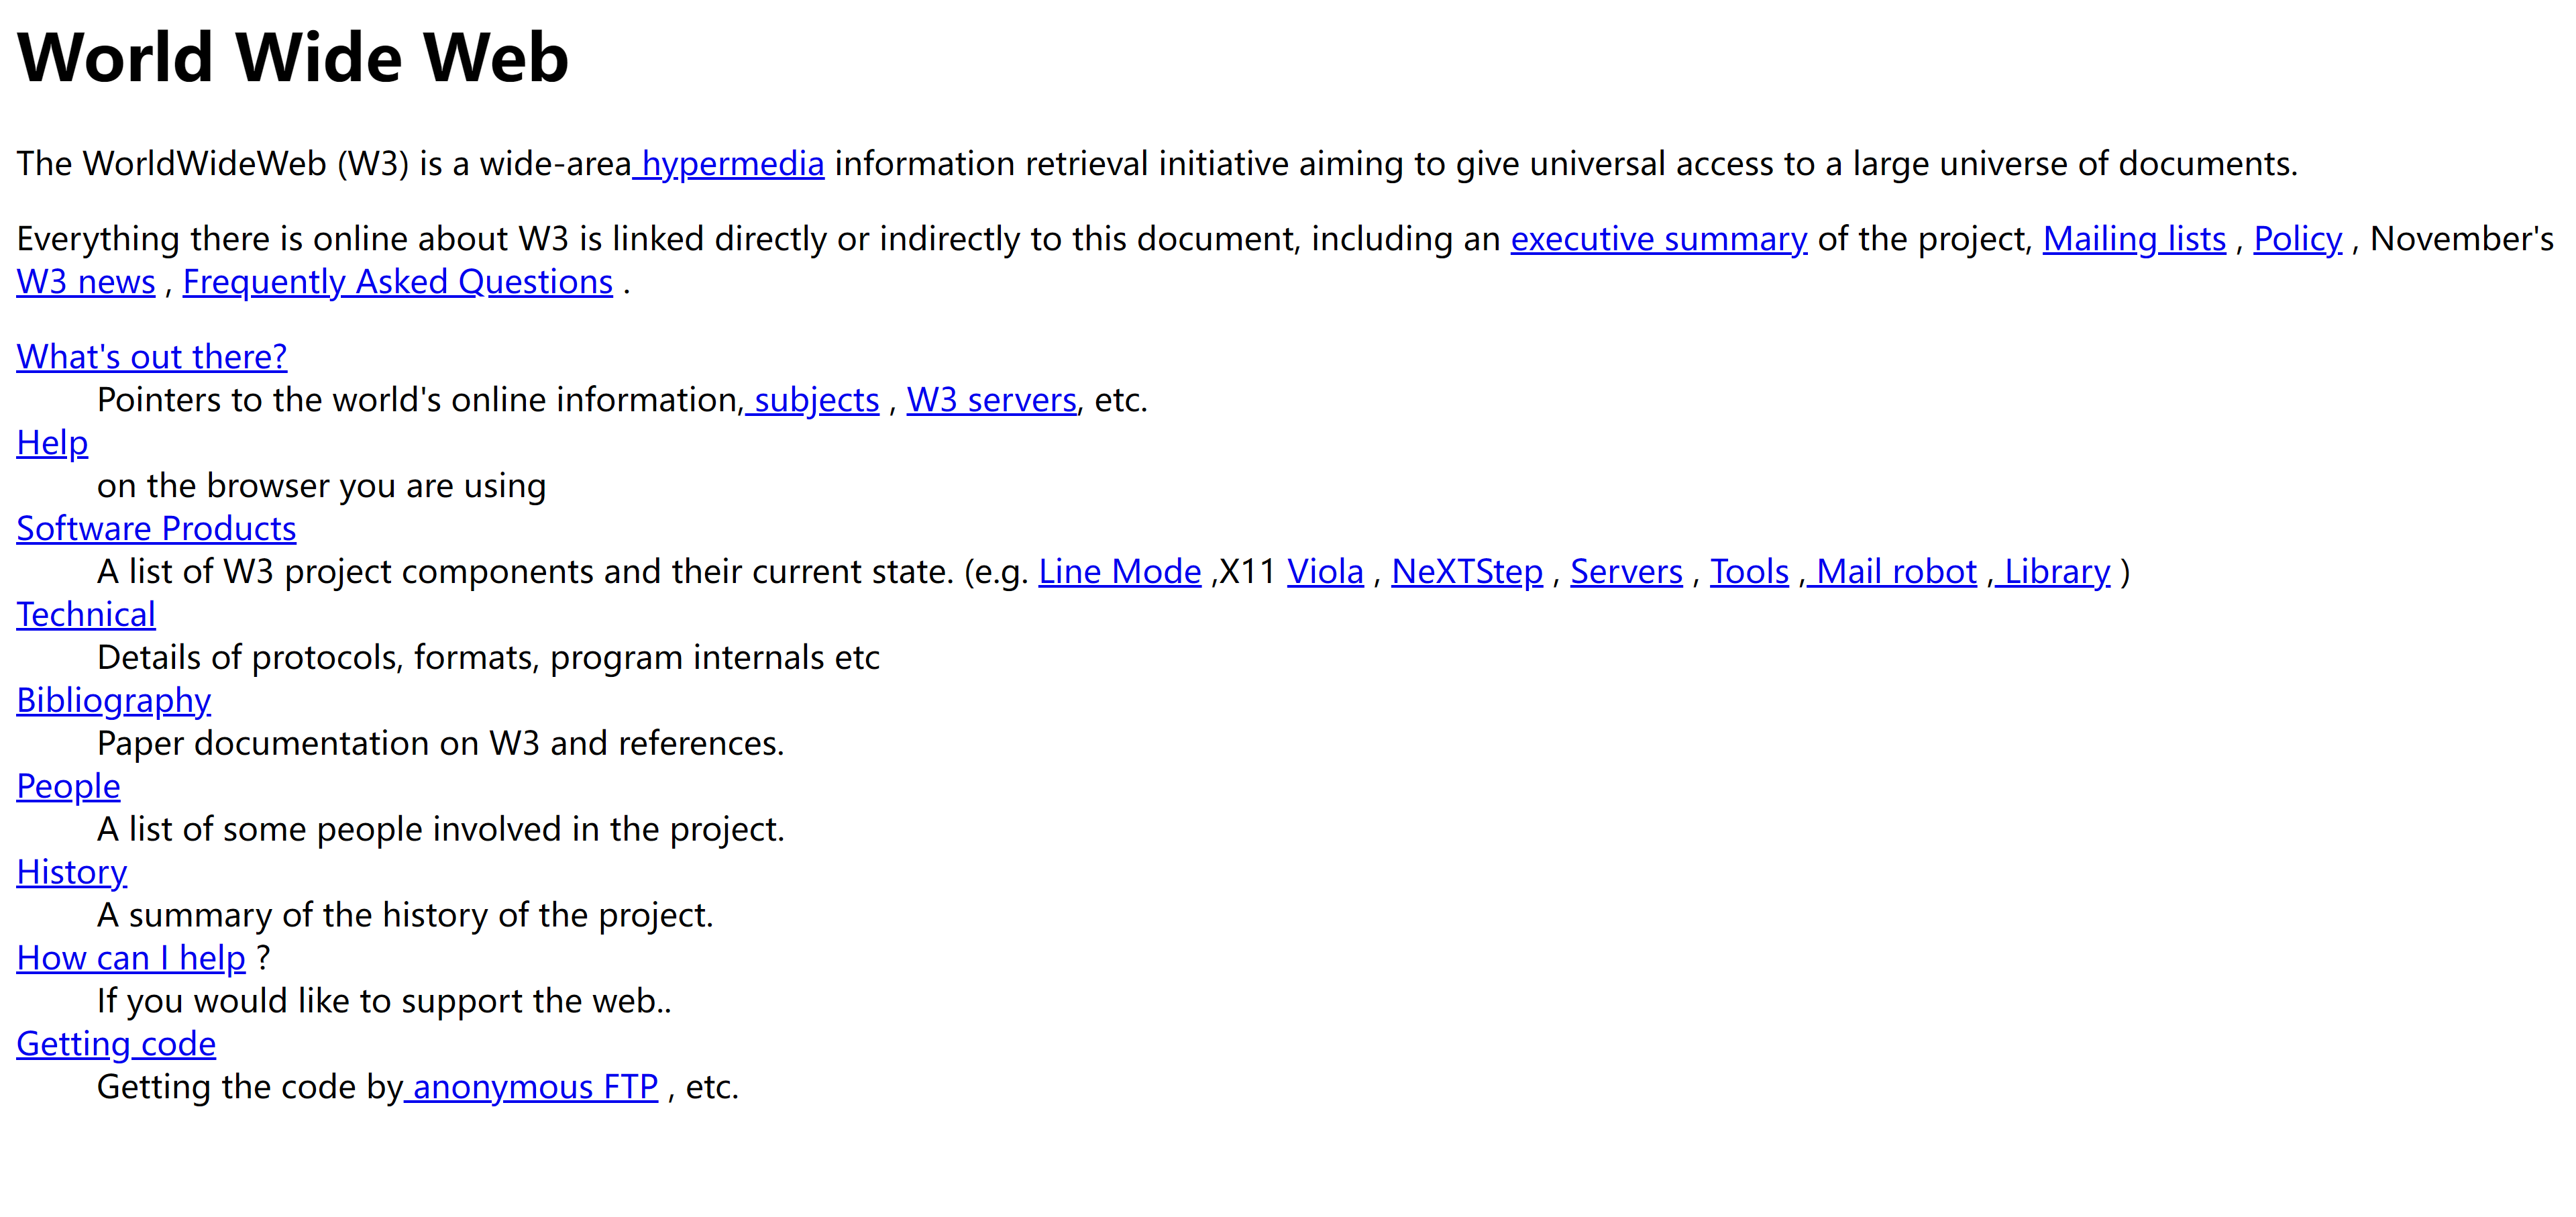 World Wide Web
The WorldWideWeb (W3) is a wide-area hypermedia information retrieval initiative aiming to give universal access to a large universe of documents.
Everything there is online about W3 is linked directly or indirectly to this document, including an executive summary of the project, Mailing lists , Policy , November's
W3 news , Frequently Asked Questions .
What's out there?
Pointers to the world's online information, subjects , W3 servers, etc.
Help
on the browser you are using
Software Products
A list of W3 project components and their current state. (e.g. Line Mode ,X11 Viola , NeXTStep , Servers , Tools , Mail robot , Library )
Technical
Details of protocols, formats, program internals etc
Bibliography
Paper documentation on W3 and references.
People
A list of some people involved in the project.
History
A summary of the history of the project.
How can I help ?
If you would like to support the web..
Getting code
Getting the code by anonymous FTP , etc.